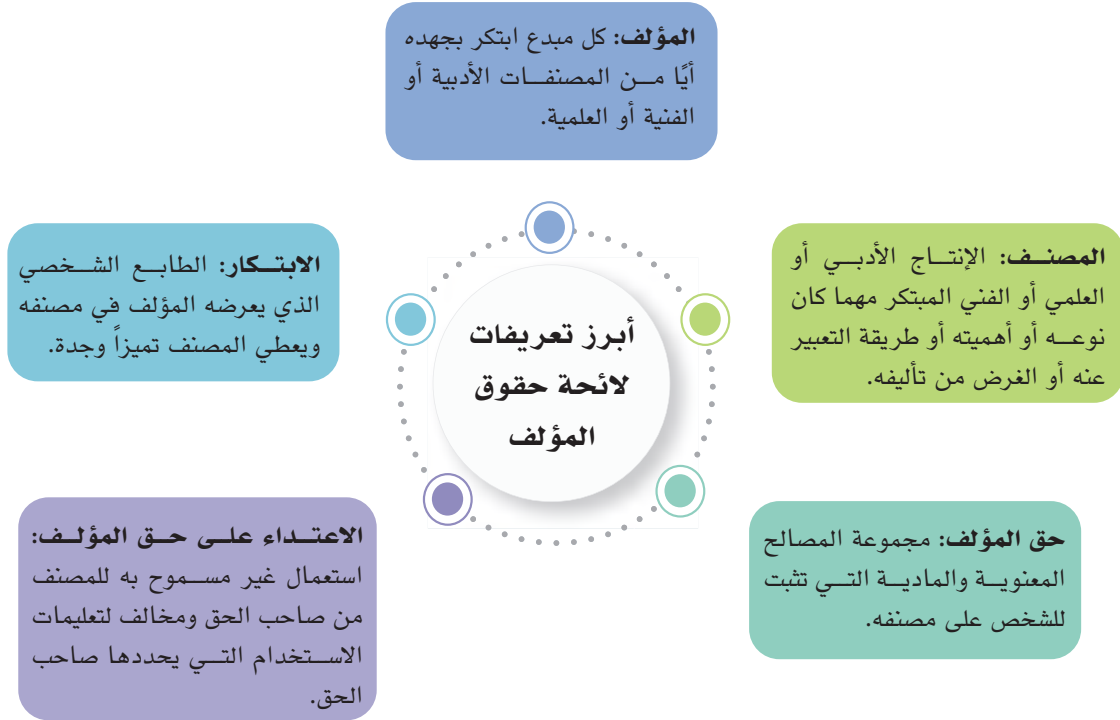 المؤلف: كل مبدع ابتكر بجهده
أيًا من المصنفات الأدبية أو
الفنية أو العلمية.
المصنف: الإنتاج الأدبي أو
العلمي أو الفني المبتكر مهما كان
نوعه أو أهميته أو طريقة التعبير
عنه أو الغرض من تأليفه.
الابتكار: الطابع الشخصي
الذي يعرضه المؤلف في مصنفه
ويعطي المصنف تميزاً وجدة.
أبرز تعريفات
لائحة حقوق
المؤلف
حق المؤلف: مجموعة المصالح
المعنوية والمادية التي تثبت
للشخص على مصنفه.
الاعتداء على حق المؤلف:
استعمال غير مسموح به للمصنف
من صاحب الحق ومخالف لتعليمات
الاستخدام التي يحددها صاحب
الحق.